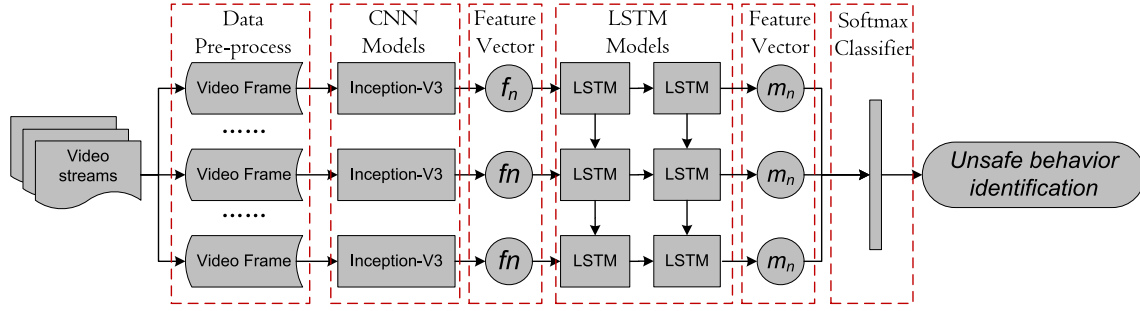 Data
Pre-process
CNN
Models
Feature
Vector
LSTM
Models
Feature
Vector
Softmax
Classifier
Video Frame
Inception-V3
fn
LSTM
LSTM
mn
......
Video
streams
Video Frame
Inception-V3
fn
LSTM
LSTM
mn
Unsafe behavior
identification
......
Video Frame
Inception-V3
fn
LSTM
LSTM
mn